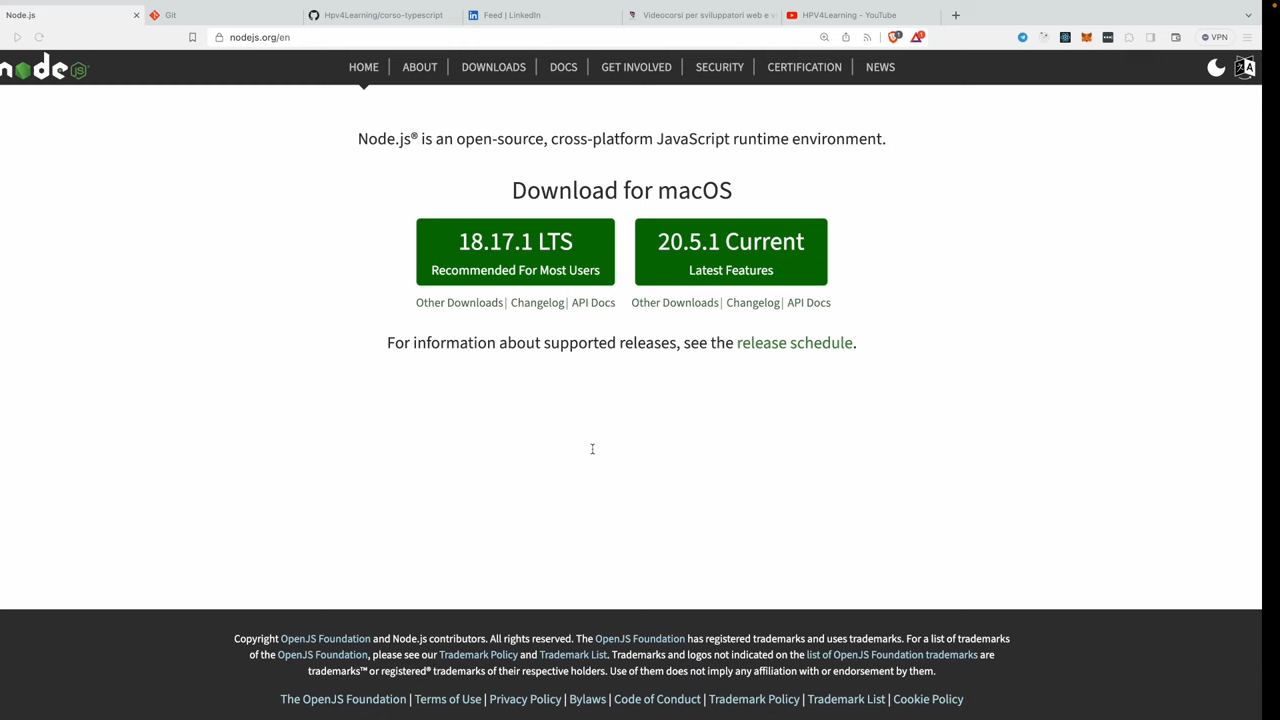 Node.js
Git
Hpv4Learning/corso-typescript
Feed | LinkedIn
Videocorsi per sviluppatori web e
HPV4Learning - YouTube
nodejs.org/en
1
1
VPN
node
JS
HOME
ABOUT
DOWNLOADS
DOCS
GET INVOLVED
SECURITY
CERTIFICATION
NEWS
Node.js® is an open-source, cross-platform JavaScript runtime environment.
Download for macOS
18.17.1 LTS
Recommended For Most Users
20.5.1 Current
Latest Features
Other Downloads | Changelog | API Docs
Other Downloads | Changelog | API Docs
For information about supported releases, see the release schedule.
Copyright OpenJS Foundation and Node.js contributors. All rights reserved. The OpenJS Foundation has registered trademarks and uses trademarks. For a list of trademarks
of the OpenJS Foundation, please see our Trademark Policy and Trademark List. Trademarks and logos not indicated on the list of OpenJS Foundation trademarks are
trademarks™ or registered® trademarks of their respective holders. Use of them does not imply any affiliation with or endorsement by them.
The OpenJS Foundation | Terms of Use | Privacy Policy | Bylaws | Code of Conduct | Trademark Policy | Trademark List | Cookie Policy